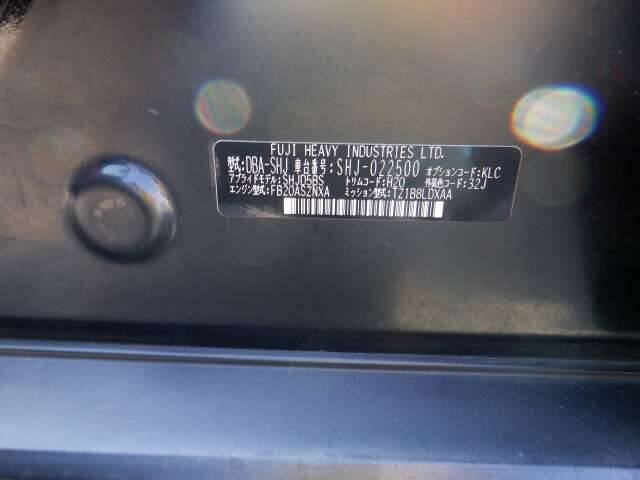 FUJI HEAVY INDUSTRIES LTD.
型式:DBA-SHJ 車台番号:SHJ-022500 オプションコード:KLC
アプライドモデル:SHJD58S トリムコード:H20 外装色コード:32J
エンジン型式:FB20ASZNXA ミッション型式:TZ1B8LDXAA